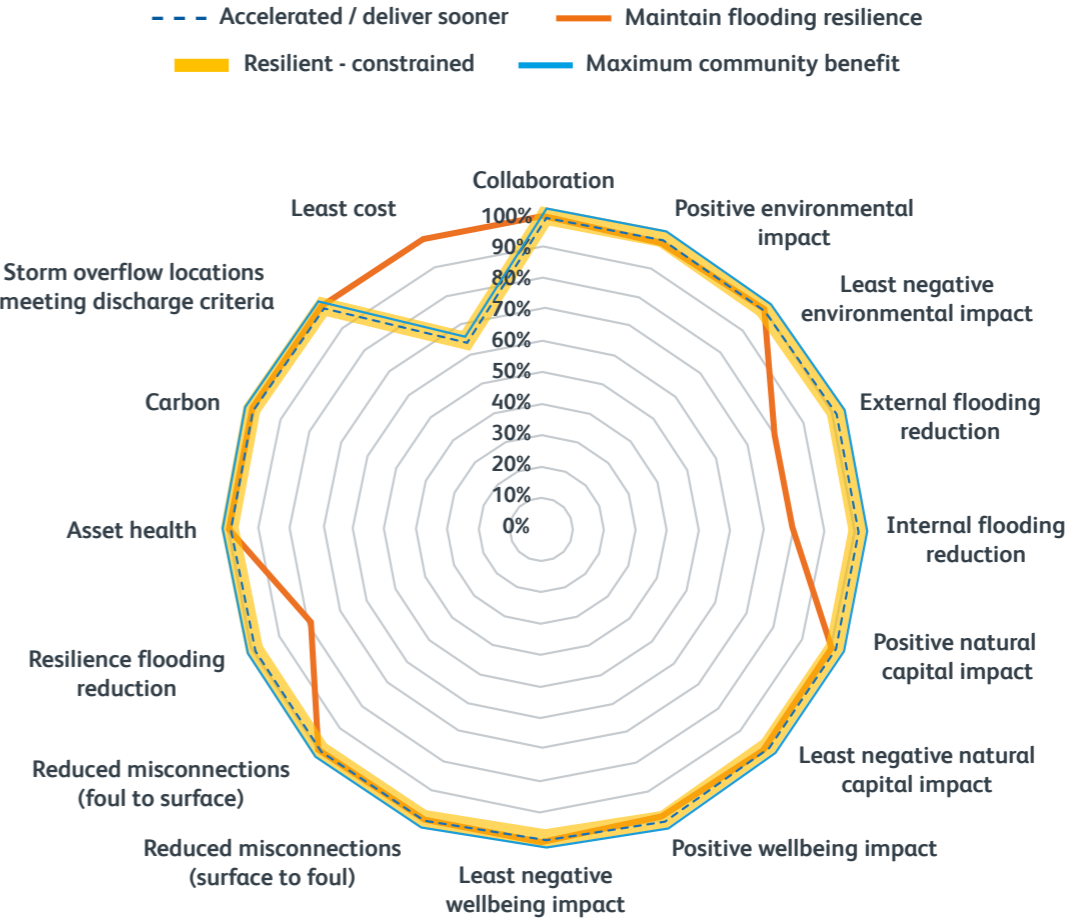 Accelerated / deliver sooner
Maintain flooding resilience
Resilient - constrained
Maximum community benefit
Collaboration
Least cost
Positive environmental
impact
Storm overflow locations
meeting discharge criteria
Least negative
environmental impact
Carbon
External flooding
reduction
Asset health
Internal flooding
reduction
Resilience flooding
reduction
Positive natural
capital impact
Reduced misconnections
(foul to surface)
Least negative natural
capital impact
Reduced misconnections
(surface to foul)
Positive wellbeing impact
Least negative
wellbeing impact
100%
90%
80%
70%
60%
50%
40%
30%
20%
10%
0%